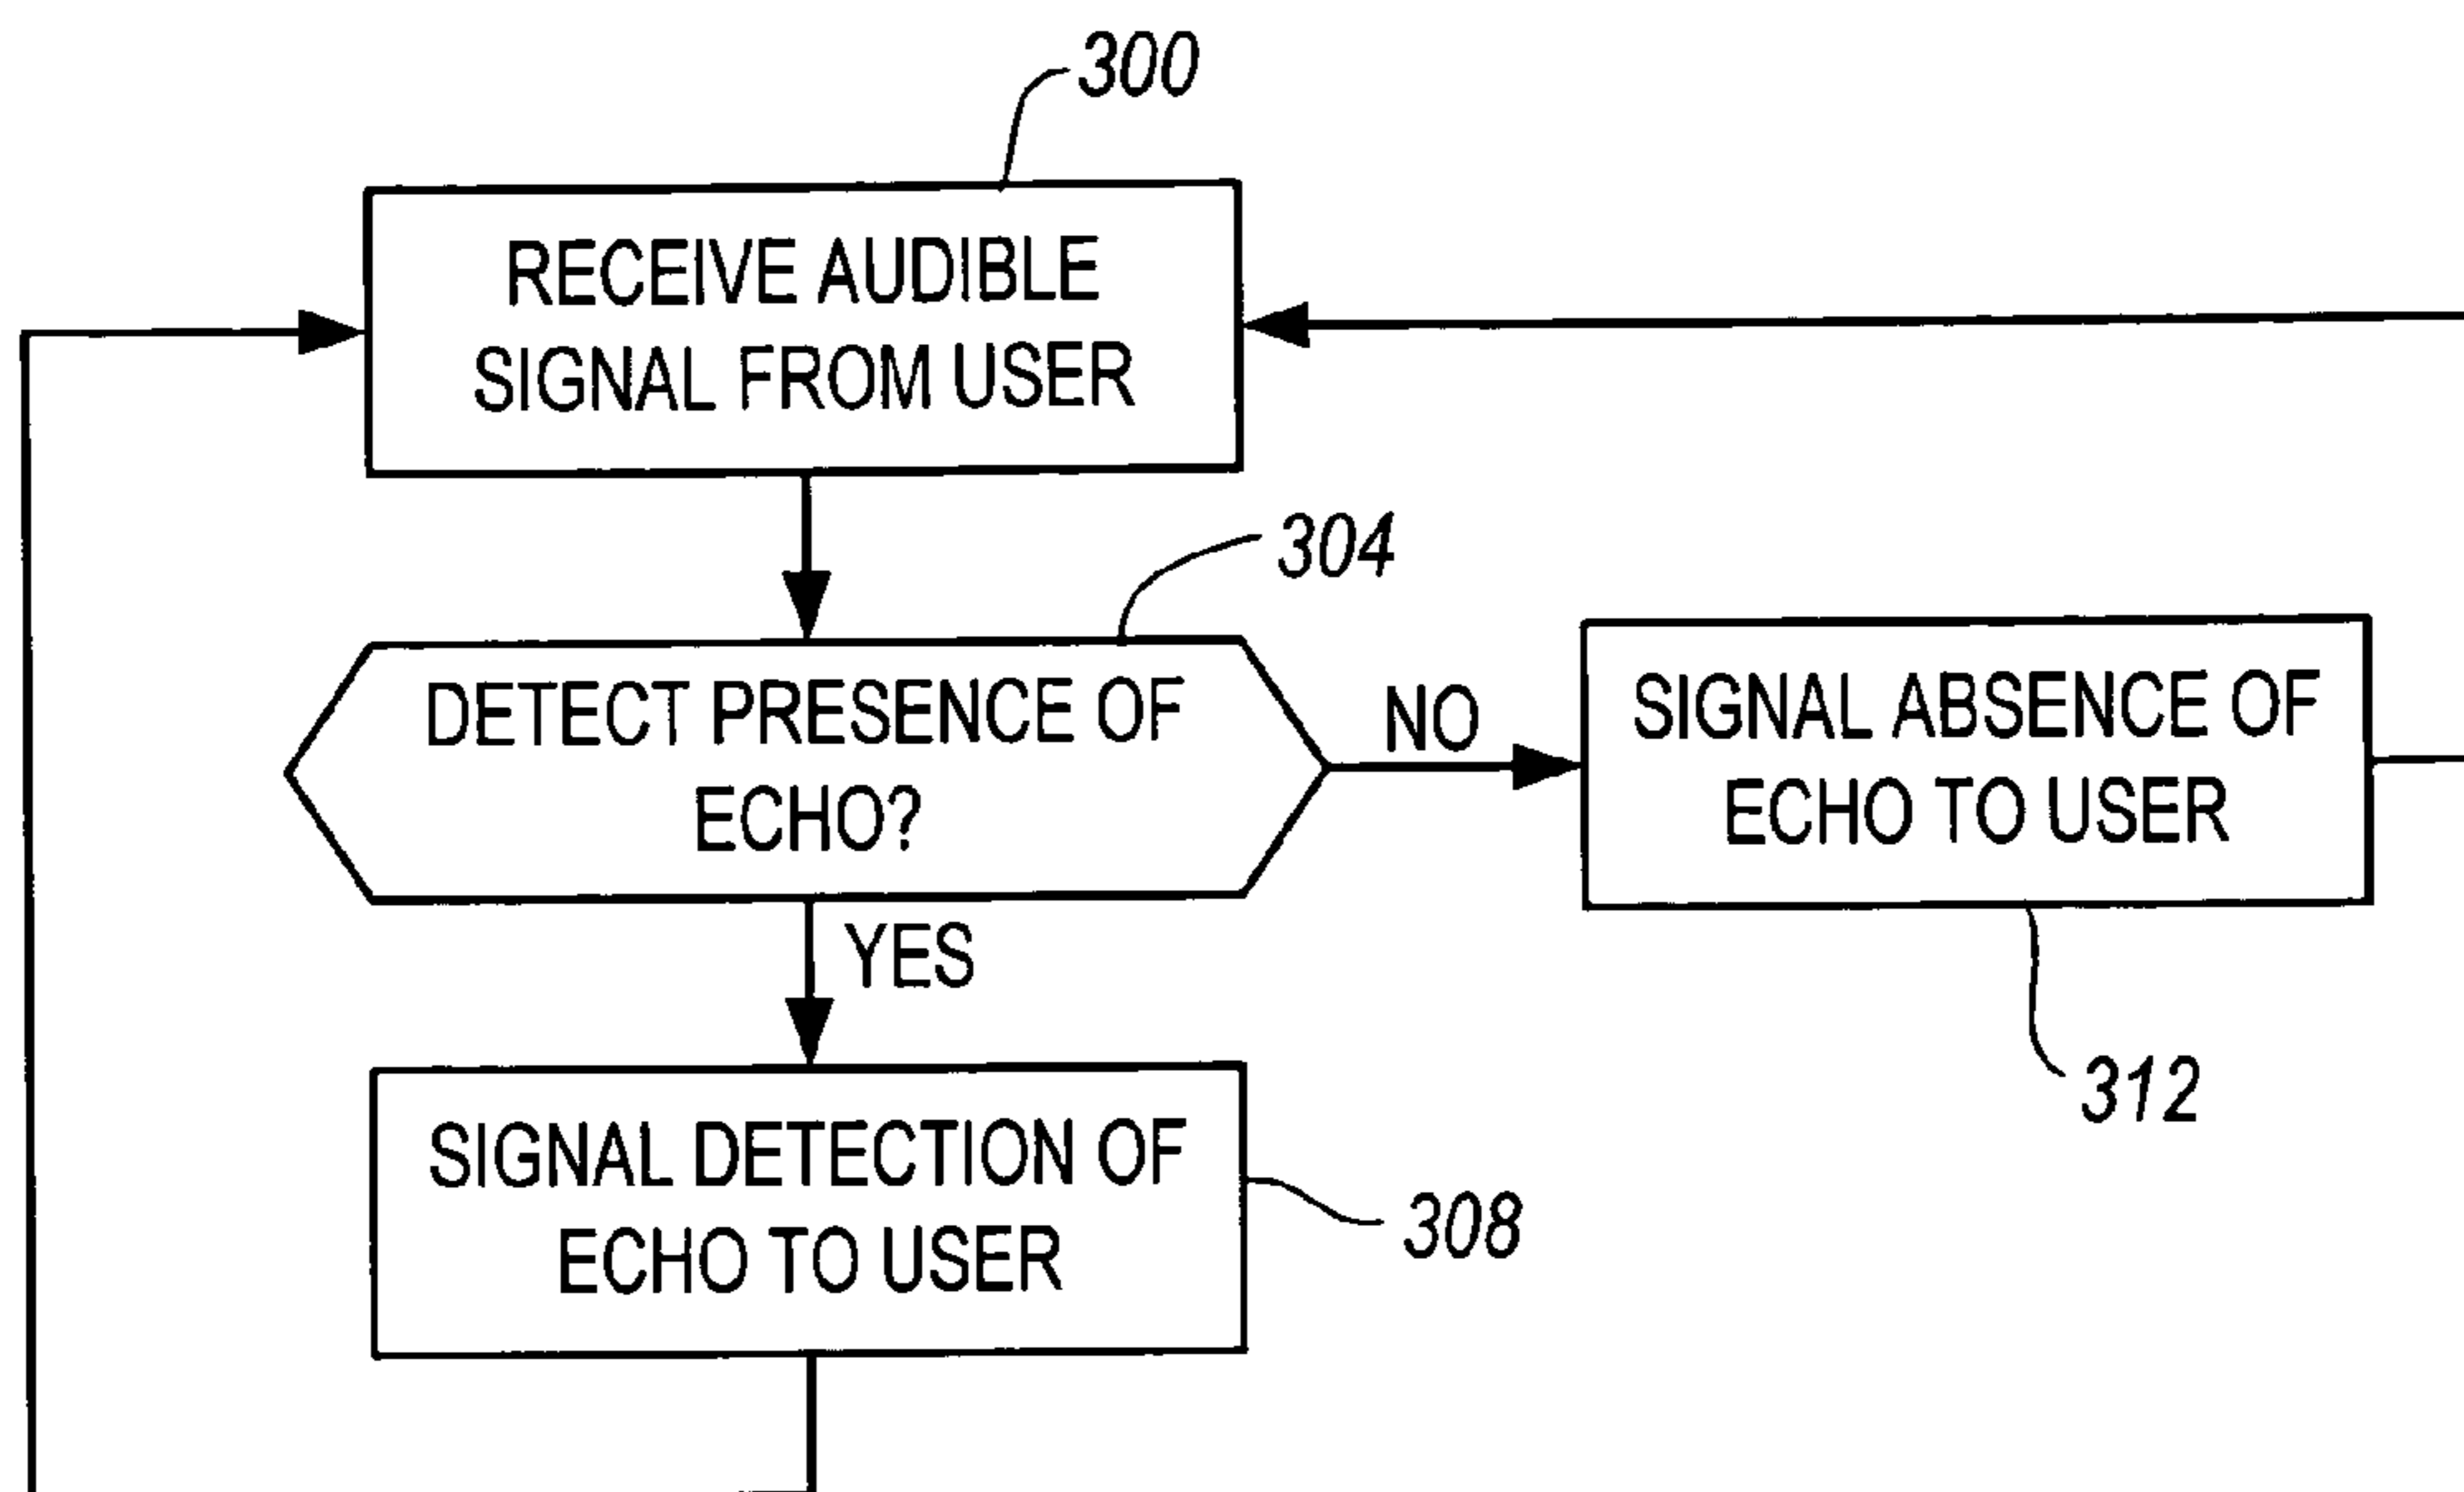 300
RECEIVE AUDIBLE
SIGNAL FROM USER
304
DETECT PRESENCE OF
ECHO?
NO
SIGNAL ABSENCE OF
ECHO TO USER
312
YES
SIGNAL DETECTION OF
ECHO TO USER
308